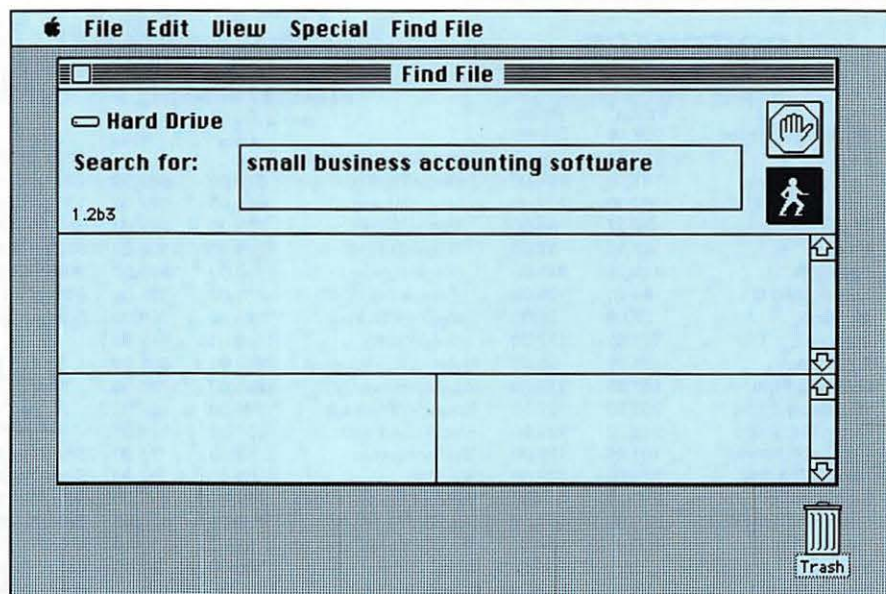 File Edit View Special Find File
Find File
Hard Drive
Search for: small business accounting software
1.2b3
Trash